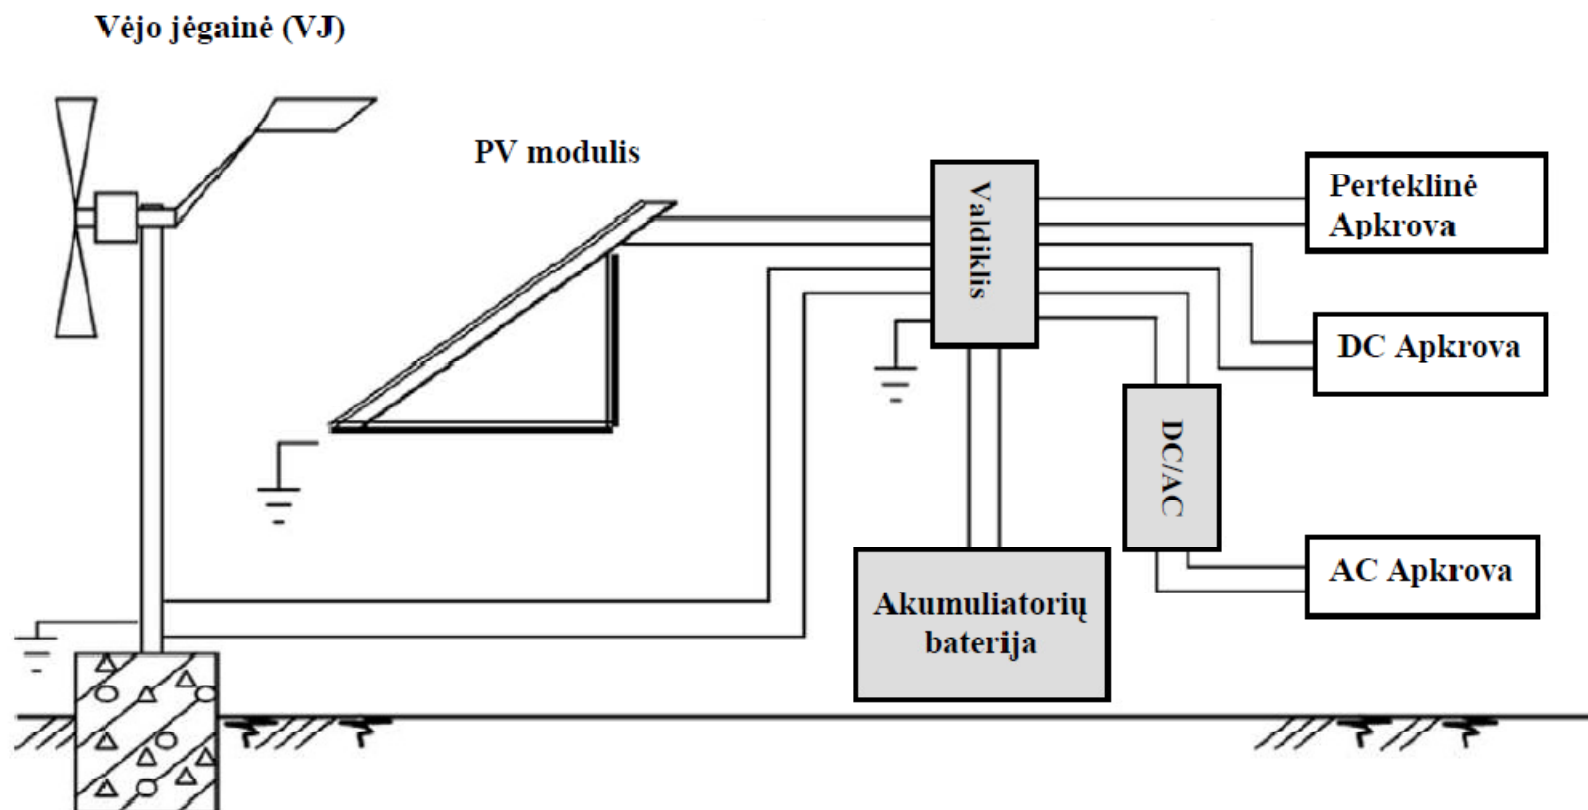 Vėjo jėgainė (VJ)
PV modulis
Valdiklis
Perteklinė
Apkrova
DC Apkrova
DC/AC
AC Apkrova
Akumuliatorių
baterija